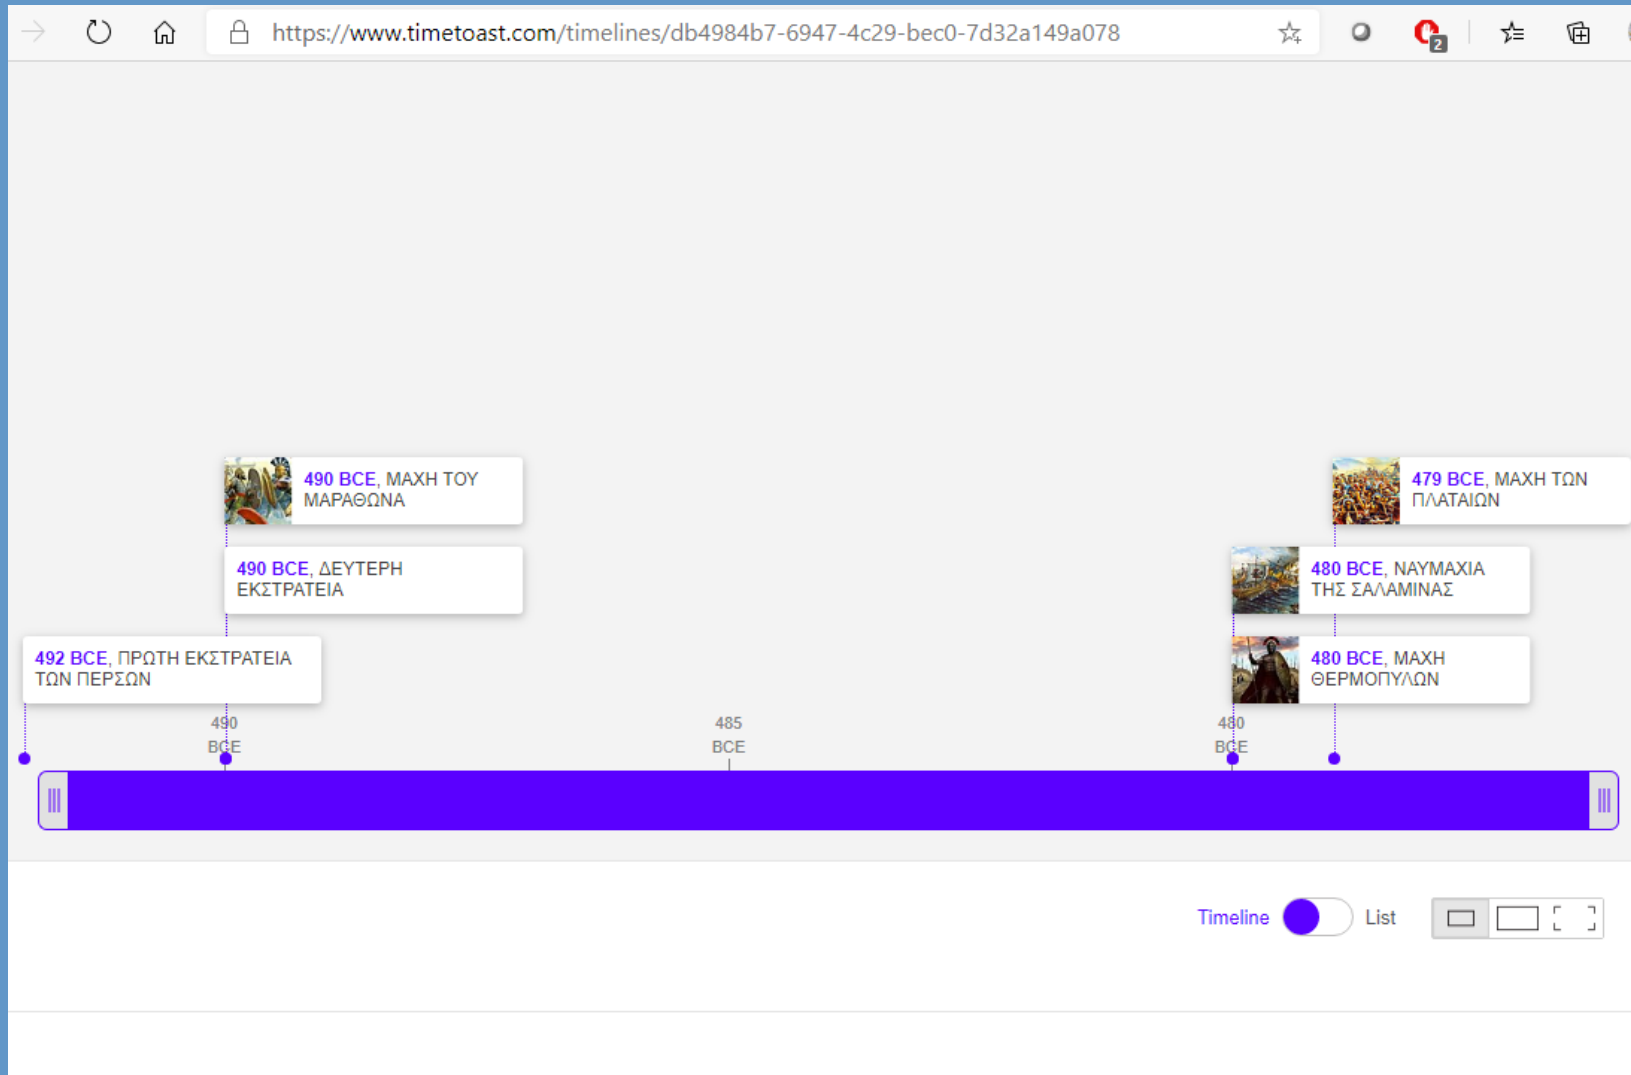 https://www.timetoast.com/timelines/db4984b7-6947-4c29-bec0-7d32a149a078
2
490 BCE, ΜΑΧΗ ΤΟΥ
ΜΑΡΑΘΩΝΑ
479 BCE, ΜΑΧΗ ΤΩΝ
ΠΛΑΤΑΙΩΝ
490 BCE, ΔΕΥΤΕΡΗ
ΕΚΣΤΡΑΤΕΙΑ
480 BCE, ΝΑΥΜΑΧΙΑ
ΤΗΣ ΣΑΛΑΜΙΝΑΣ
492 BCE, ΠΡΩΤΗ ΕΚΣΤΡΑΤΕΙΑ
ΤΩΝ ΠΕΡΣΩΝ
480 BCE, ΜΑΧΗ
ΘΕΡΜΟΠΥΛΩΝ
490
BCE
485
BCE
480
BCE
Timeline List